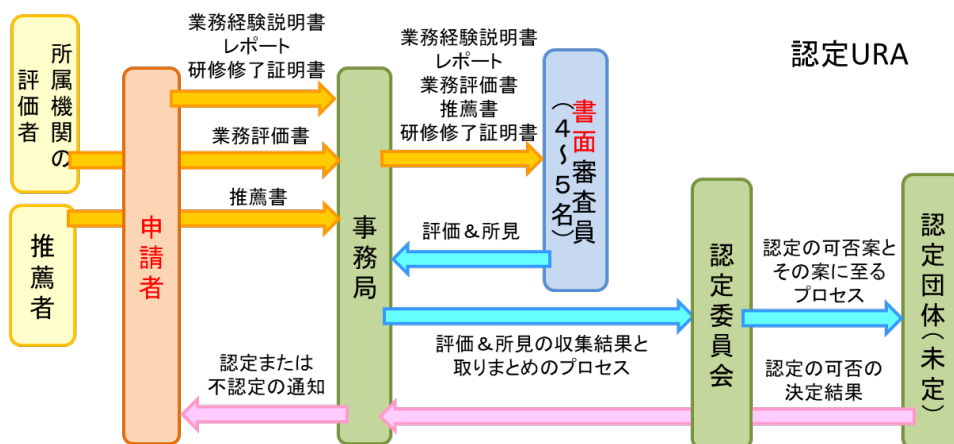 認定URA
所属機関の
評価者
推薦者
申請者
業務経験説明書
レポート
研修修了証明書
業務評価書
推薦書
事務局
業務経験説明書
レポート
業務評価書
推薦書
研修修了証明書
書面審査員
(4～5名)
評価＆所見
評価＆所見の収集結果と
取りまとめのプロセス
認定委員会
認定の可否案と
その案に至る
プロセス
認定団体(未定)
認定の可否の
決定結果
認定または
不認定の通知